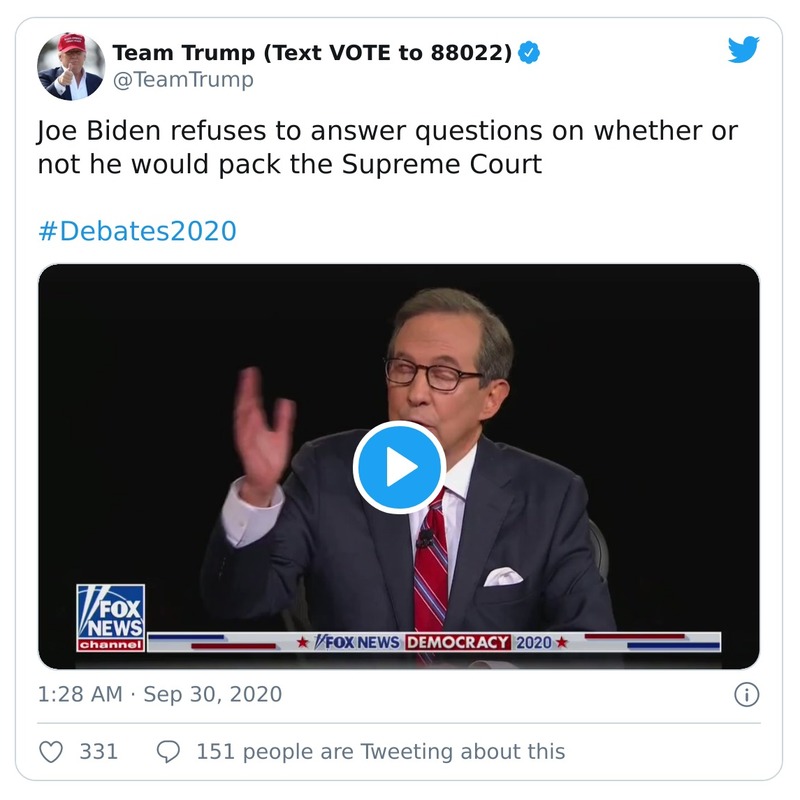 Team Trump (Text VOTE to 88022)
@TeamTrump
Joe Biden refuses to answer questions on whether or
not he would pack the Supreme Court
#Debates2020
FOX
NEWS
channel
FOX NEWS DEMOCRACY 2020
1:28 AM · Sep 30, 2020
331
151 people are Tweeting about this